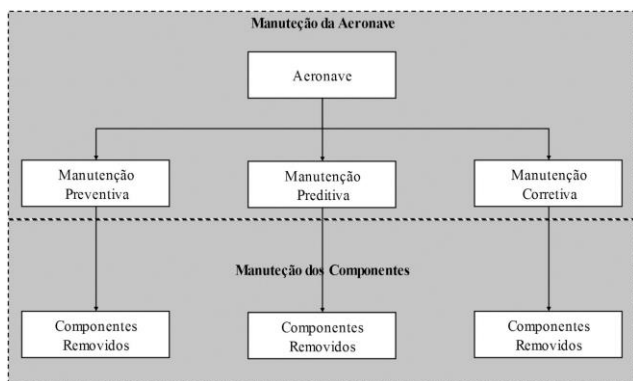 Manuteção da Aeronave
Aeronave
Manutenção
Preventiva
Manutenção
Preditiva
Manutenção
Corretiva
Manuteção dos Componentes
Componentes
Removidos
Componentes
Removidos
Componentes
Removidos